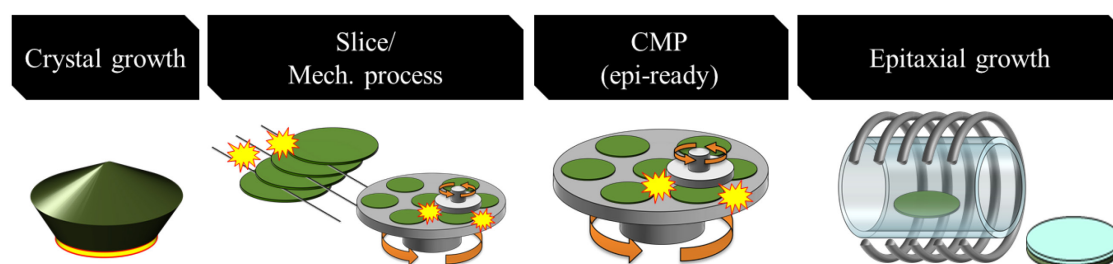 Crystal growth
Slice/
Mech. process
CMP
(epi-ready)
Epitaxial growth